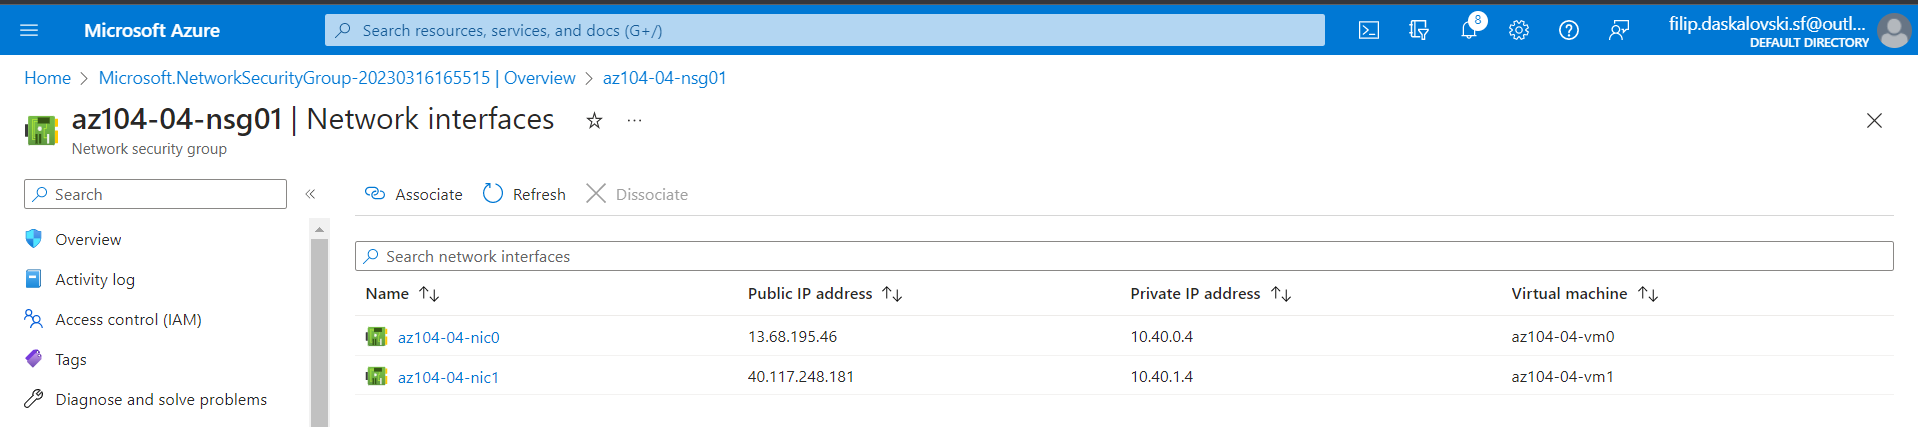 Microsoft Azure
Search resources, services, and docs (G+/)
8
filip.daskalovski.sf@outl...
DEFAULT DIRECTORY
Home > Microsoft.NetworkSecurityGroup-20230316165515 | Overview > az104-04-nsg01
az104-04-nsg01 | Network interfaces
Network security group
Search
Associate Refresh Dissociate
Overview
Activity log
Access control (IAM)
Tags
Diagnose and solve problems
Search network interfaces
Name Public IP address Private IP address Virtual machine
az104-04-nic0 13.68.195.46 10.40.0.4 az104-04-vm0
az104-04-nic1 40.117.248.181 10.40.1.4 az104-04-vm1